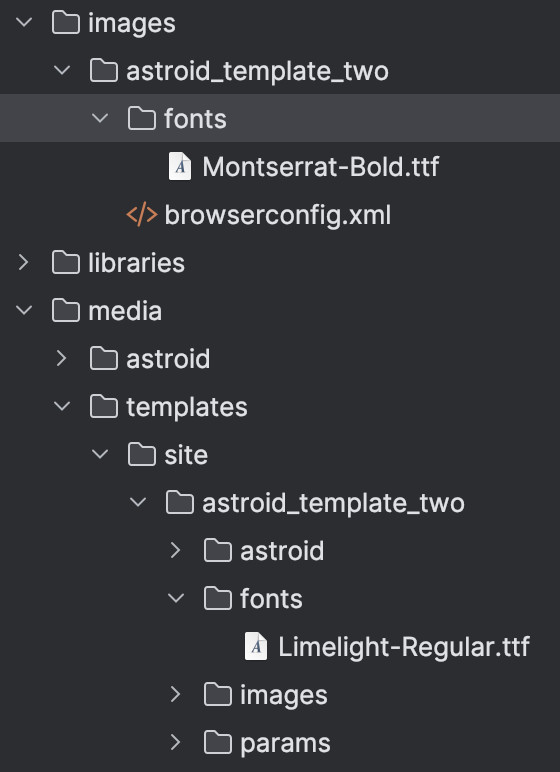 images
astroid_template_two
fonts
Montserrat-Bold.ttf
browserconfig.xml
libraries
media
astroid
templates
site
astroid_template_two
astroid
fonts
Limelight-Regular.ttf
images
params